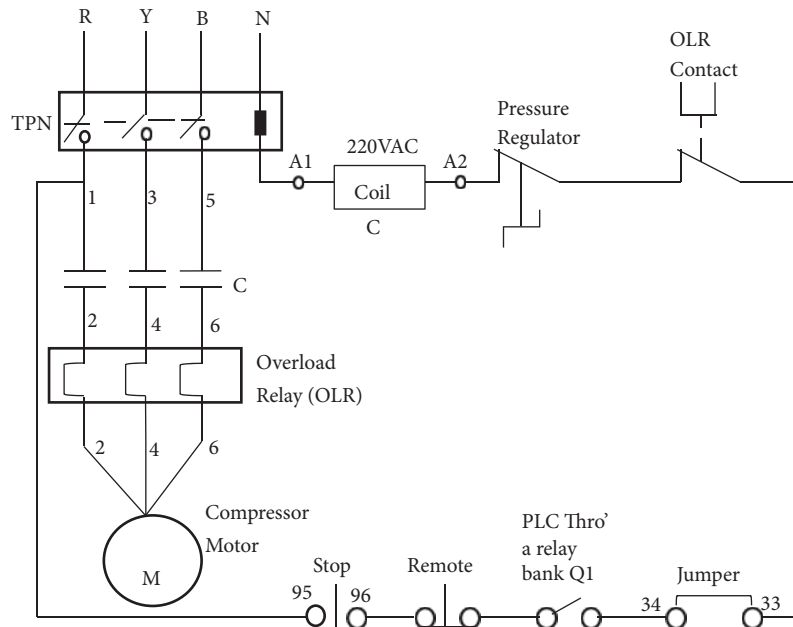 R Y B N
OLR
Contact
TPN
Pressure
Regulator
220VAC
A1 A2
Coil
C
1 3 5
C
2 4 6
Overload
Relay (OLR)
2 4 6
Compressor
Motor
M
PLC Thro'
a relay
bank Q1
Stop Remote Jumper
95 96 34 33